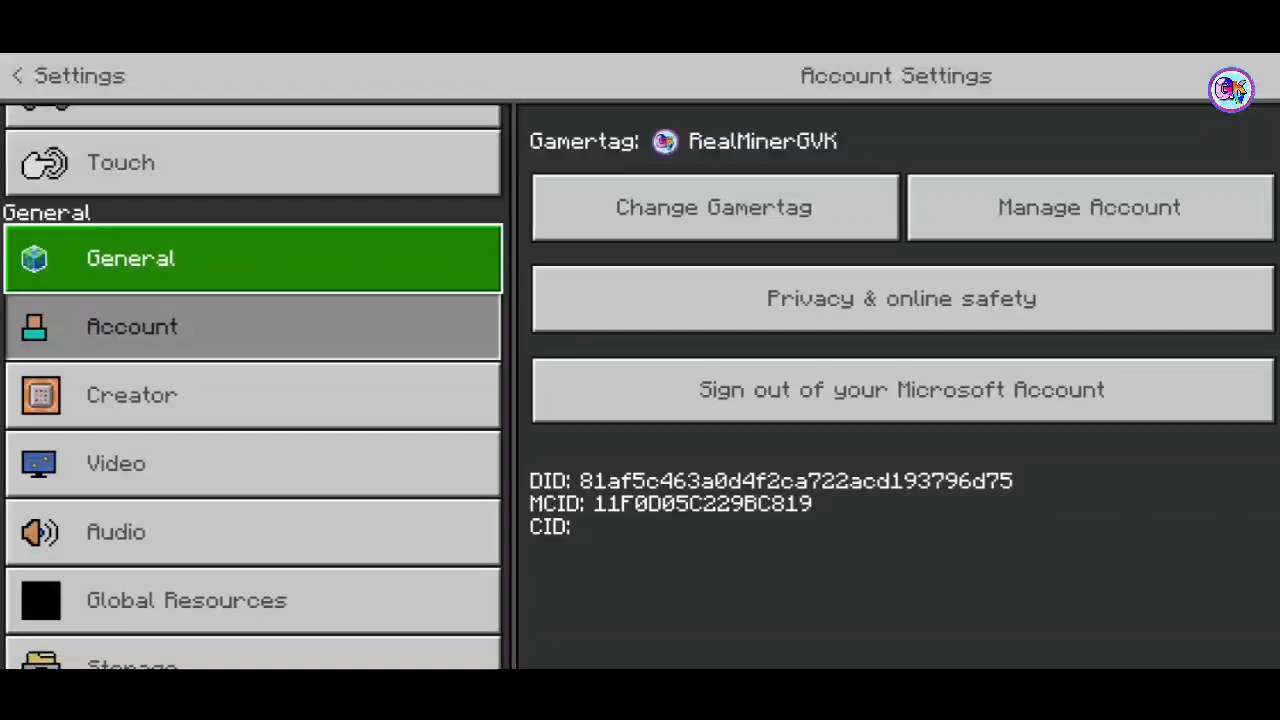 Settings
Account Settings
Touch
General
General
Account
Creator
Video
Audio
Global Resources
Storage
Gamertag: RealMinerGVK
Change Gamertag
Manage Account
Privacy & online safety
Sign out of your Microsoft Account
DID: 81af5c463a0d4f2ca722acd193796d75
MCID: 11F0D05C229BC819
CID: